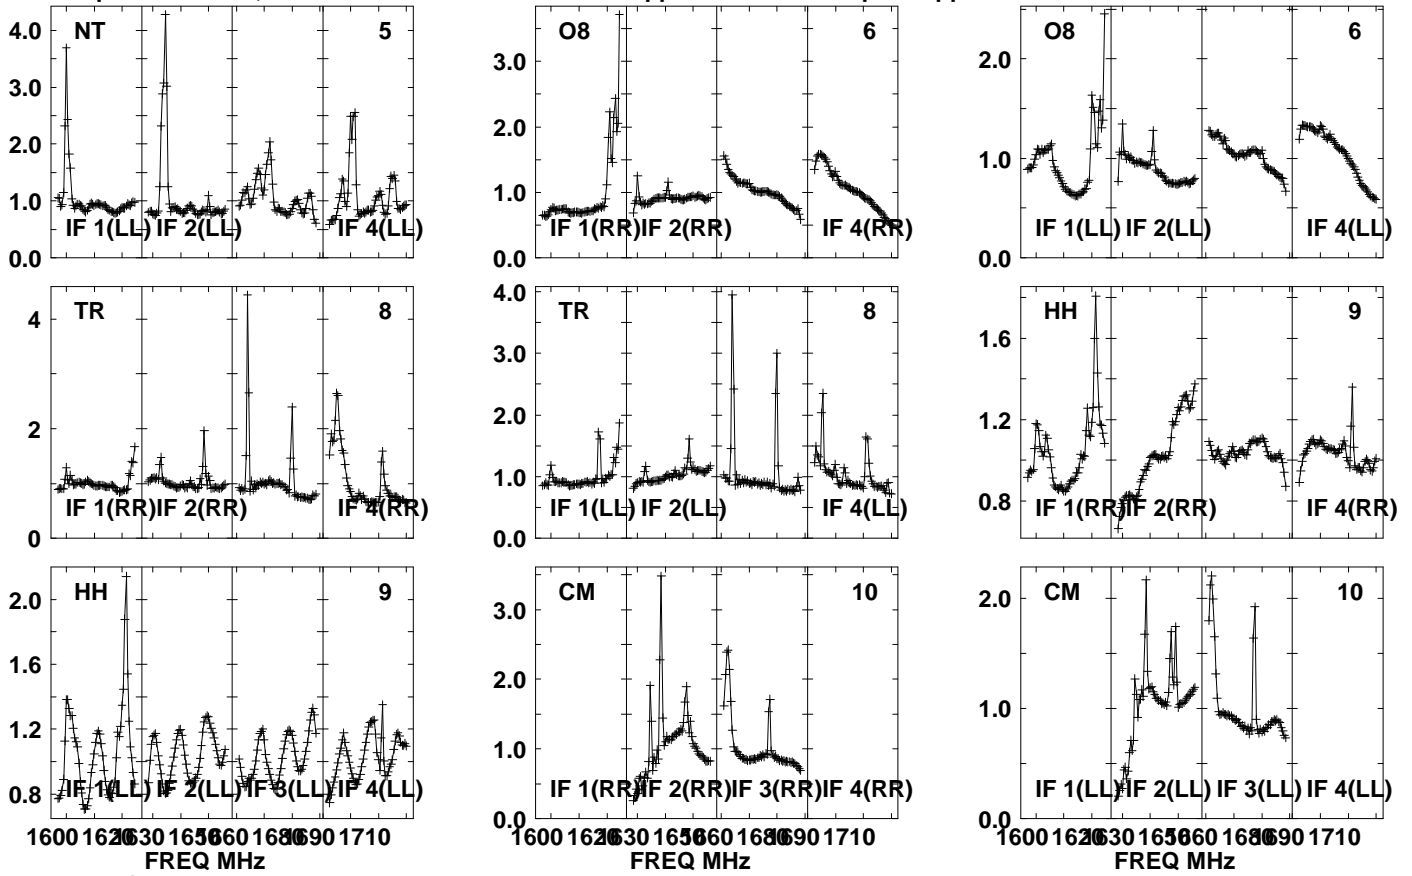 NT 5 O8 6 O8 6
4.0 3.0 2.0
3.0 2.0 1.0
2.0 1.0 0.0
1.0 0.0
0.0
IF 1(LL) IF 2(LL) IF 4(LL) IF 1(RR) IF 2(RR) IF 4(RR) IF 1(LL) IF 2(LL) IF 4(LL)
TR 8 TR 8 HH 9
4 4.0 1.6
2 3.0 1.2
0 2.0 0.8
1.0
0.0
IF 1(RR) IF 2(RR) IF 4(RR) IF 1(LL) IF 2(LL) IF 4(LL) IF 1(RR) IF 2(RR) IF 4(RR)
HH 9 CM 10 CM 10
2.0 3.0 2.0
1.6 2.0 1.0
1.2 1.0 0.0
0.8 0.0
IF 1(LL) IF 2(LL) IF 3(LL) IF 4(LL) IF 1(RR) IF 2(RR) IF 3(RR) IF 4(RR) IF 1(LL) IF 2(LL) IF 3(LL) IF 4(LL)
1600 1620 1630 1650 1660 1680 1690 1710 1600 1620 1630 1650 1660 1680 1690 1710 1600 1620 1630 1650 1660 1680 1690 1710
FREQ MHz FREQ MHz FREQ MHz